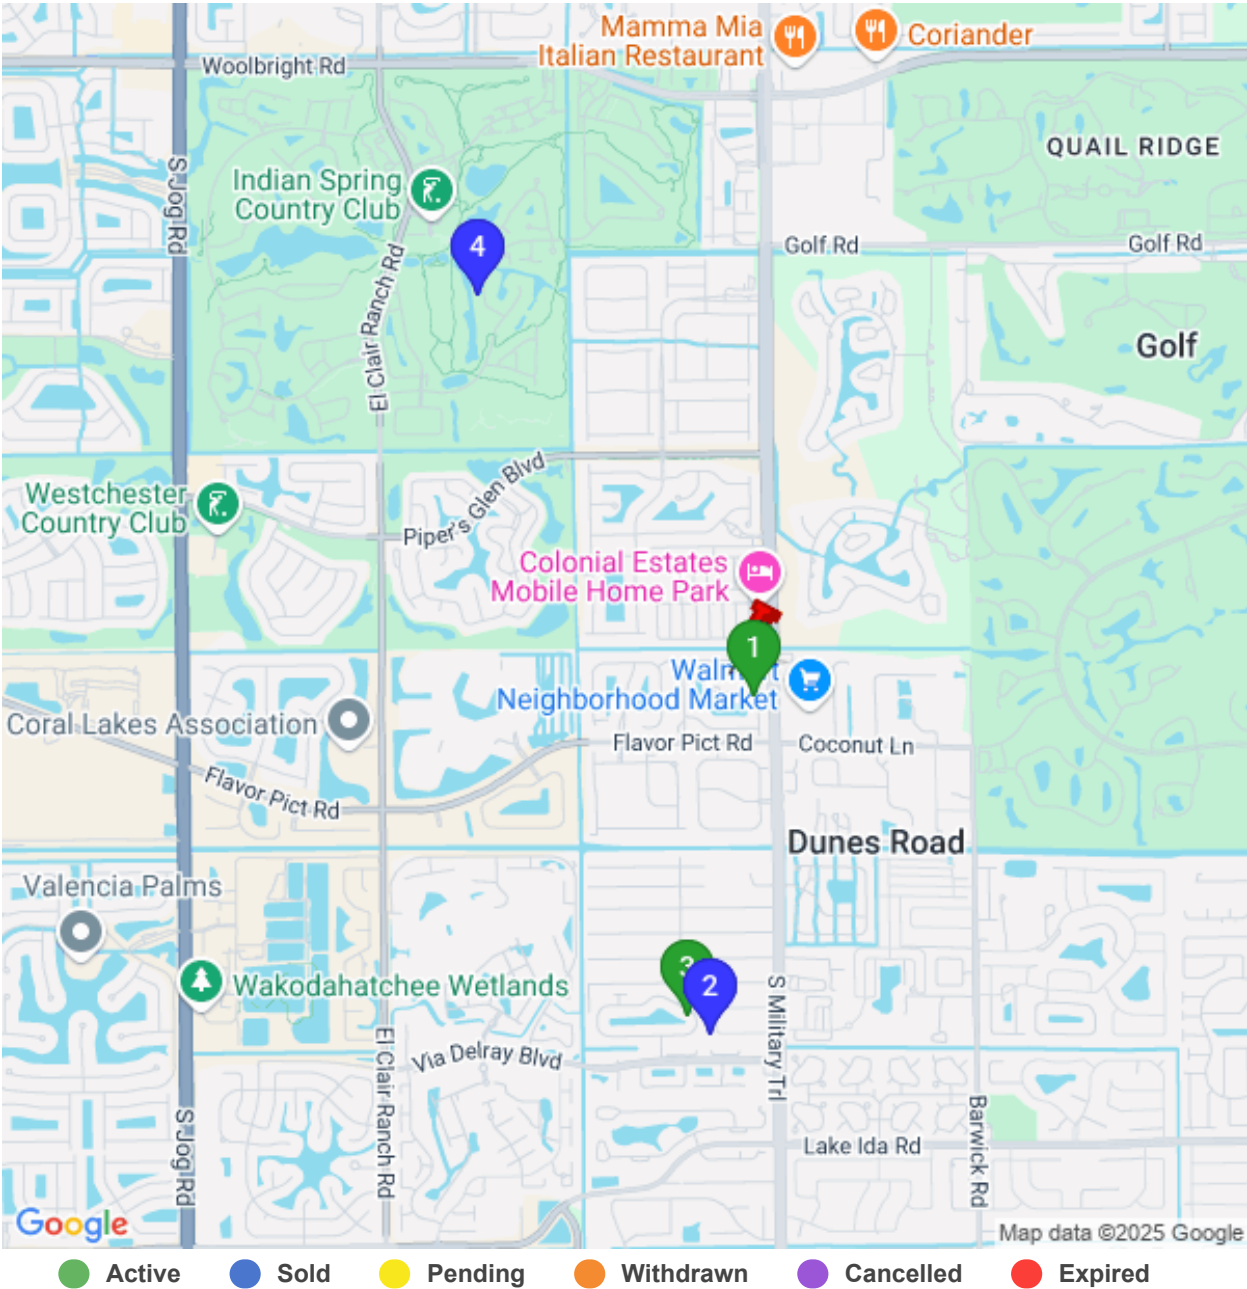 Mamma Mia
Italian Restaurant
Coriander
Woolbright Rd
QUAIL RIDGE
S Jog Rd
Indian Spring
Country Club
4
Golf Rd
Golf Rd
El Clair Ranch Rd
Golf
Piper's Glen Blvd
Westchester
Country Club
Colonial Estates
Mobile Home Park
1
Neighborhood Market
Coral Lakes Association
Flavor Pict Rd
Coconut Ln
Flavor Pict Rd
Dunes Road
Valencia Palms
3
2
Wakodahatchee Wetlands
S Military Trl
El Clair Ranch Rd
Via Delray Blvd
S Jog Rd
Barwick Rd
Lake Ida Rd
Google
Map data ©2025 Google
Active
Sold
Pending
Withdrawn
Cancelled
Expired